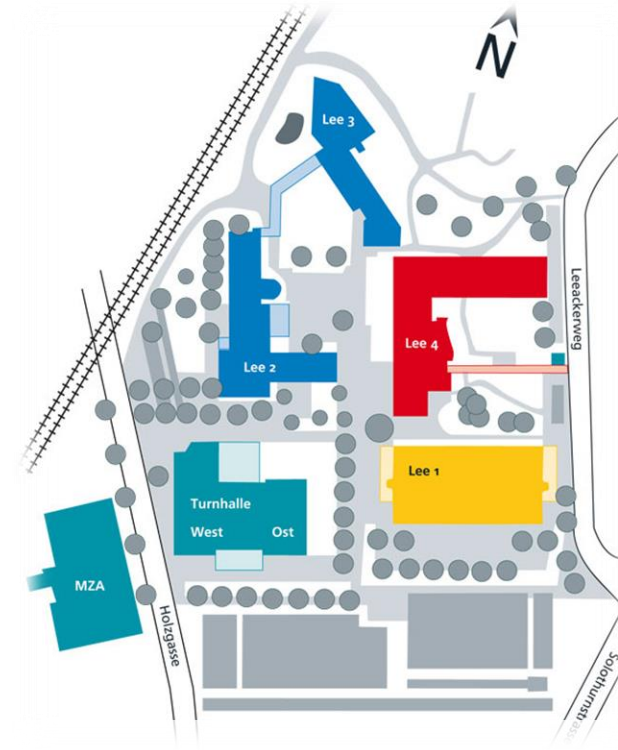 N
Lee 3
Leeackerweg
Lee 4
Lee 2
Lee 1
Turnhalle
West Ost
MZA
Holzgasse